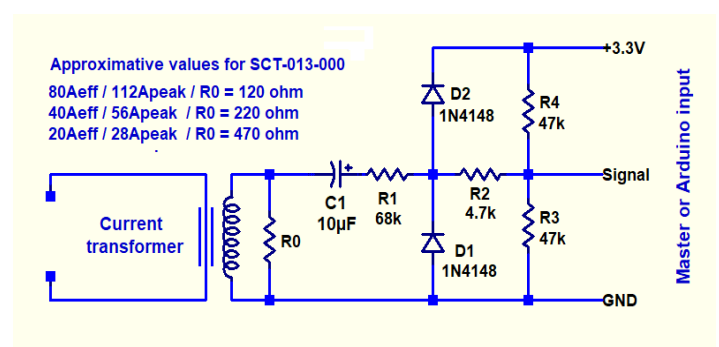 Approximative values for SCT-013-000
80Aeff / 112Apeak / R0 = 120 ohm
40Aeff / 56Apeak / R0 = 220 ohm
20Aeff / 28Apeak / R0 = 470 ohm
+3.3V
D2
1N4148
R4
47k
Signal
C1
10µF
+
R1
68k
R2
4.7k
R3
47k
Current
transformer
R0
D1
1N4148
GND
Master or Arduino input